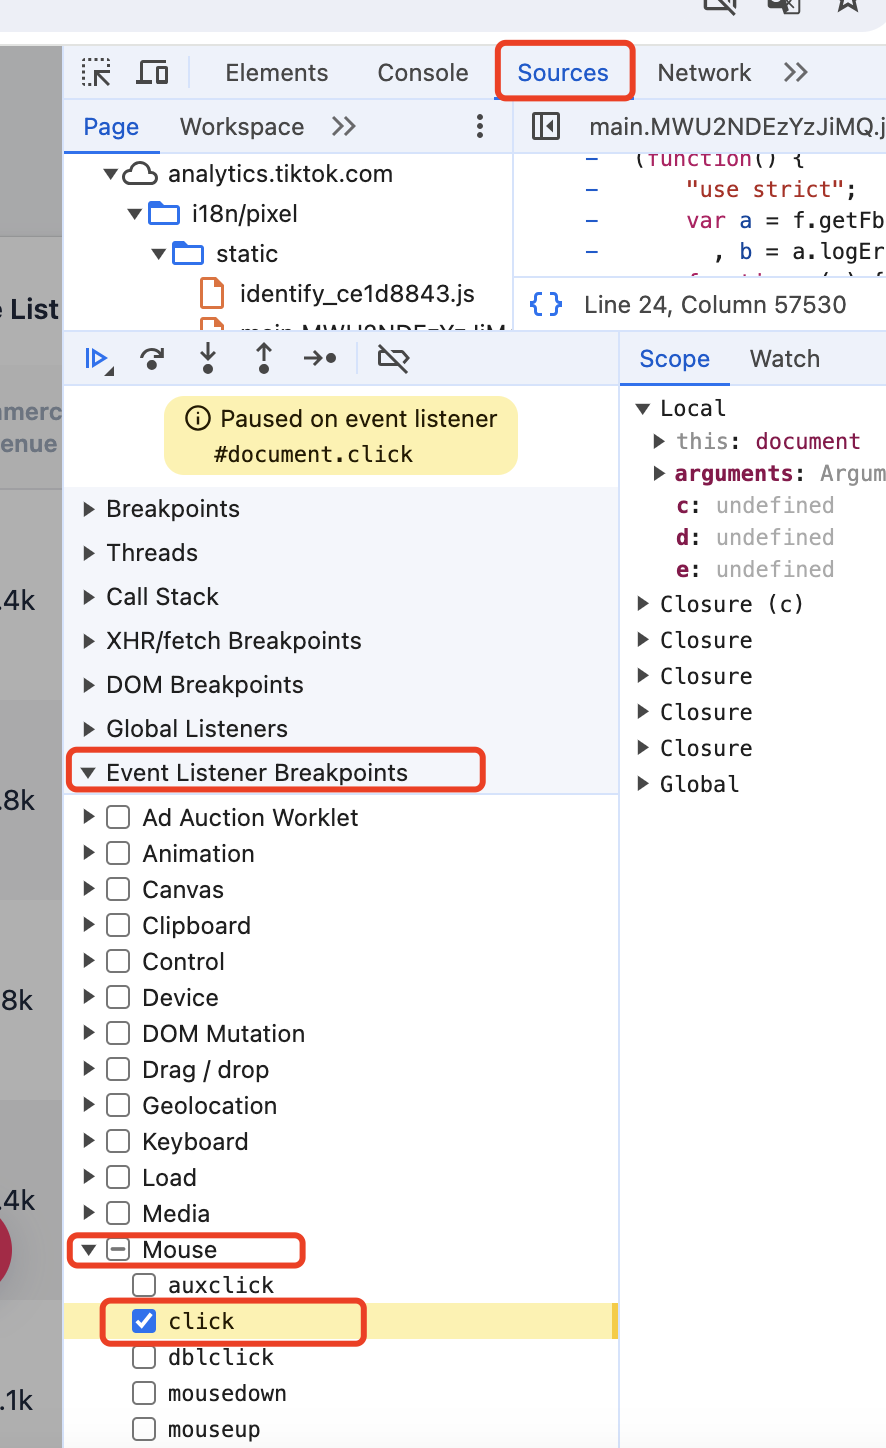 Elements Console Sources Network
Page Workspace
main.MWU2NDEzYzJiMQ.j
analytics.tiktok.com
i18n/pixel
static
identify_ce1d8843.js
(function() {
"use strict";
var a = f.getFb
, b = a.logEr
{} Line 24, Column 57530
e List
Scope Watch
Paused on event listener
#document.click
Local
this: document
arguments: Argum
c: undefined
d: undefined
e: undefined
Closure (c)
Closure
Closure
Closure
Closure
Global
nmerc
enue
.4k
.8k
8k
.4k
.1k
Breakpoints
Threads
Call Stack
XHR/fetch Breakpoints
DOM Breakpoints
Global Listeners
Event Listener Breakpoints
Ad Auction Worklet
Animation
Canvas
Clipboard
Control
Device
DOM Mutation
Drag / drop
Geolocation
Keyboard
Load
Media
Mouse
auxclick
click
dblclick
mousedown
mouseup